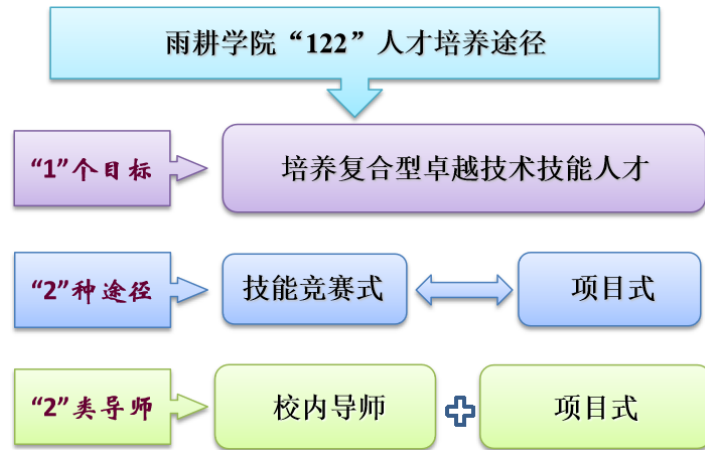 雨耕学院“122”人才培养途径
“1”个目标
培养复合型卓越技术技能人才
“2”种途径
技能竞赛式
项目式
“2”类导师
校内导师
项目式